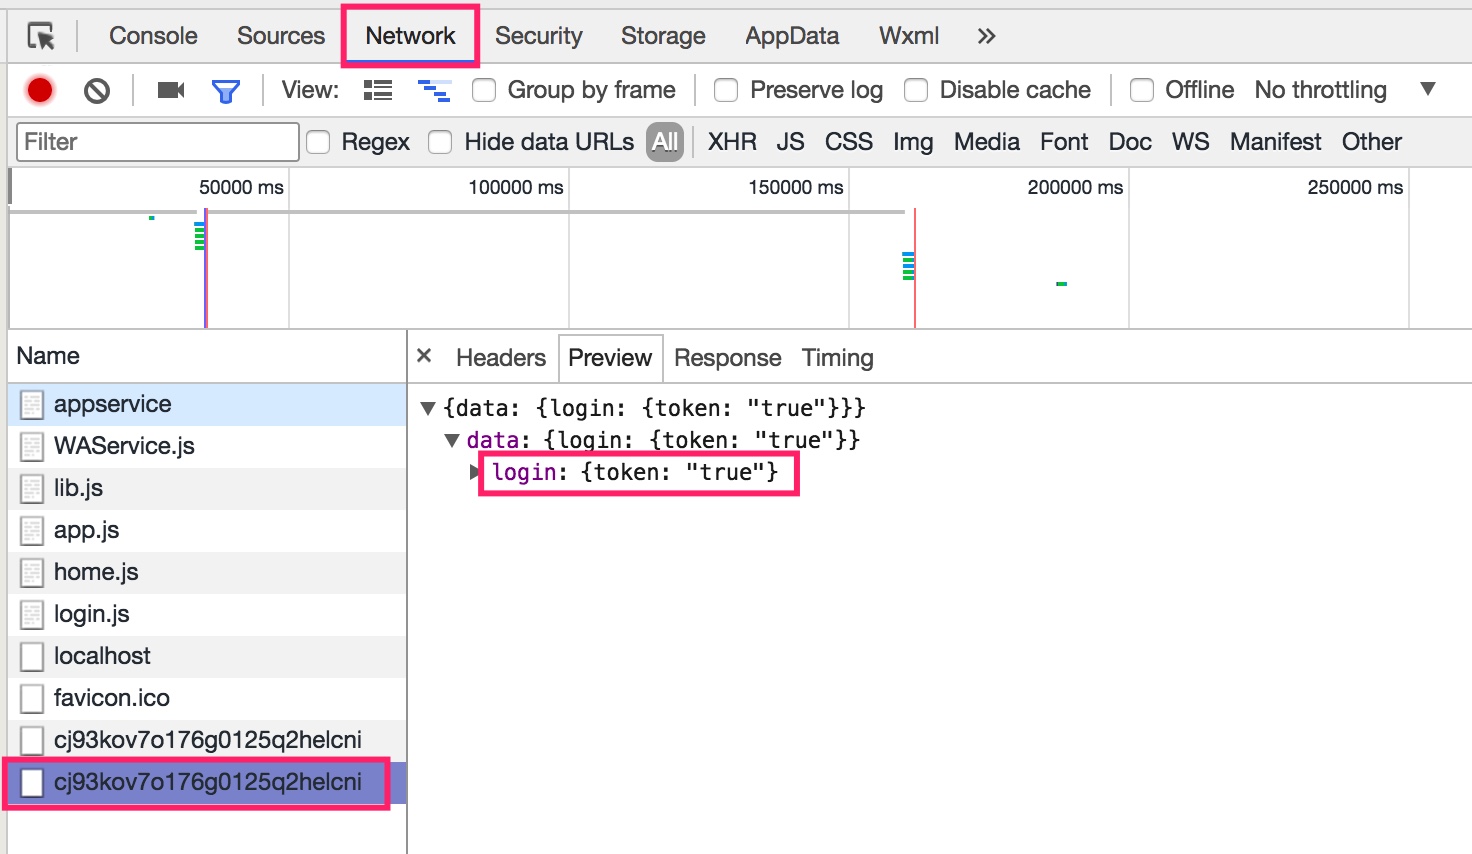 Console Sources Network Security Storage AppData Wxml »
View: Group by frame Preserve log Disable cache Offline No throttling ▼
Filter Regex Hide data URLs All XHR JS CSS Img Media Font Doc WS Manifest Other
50000 ms 100000 ms 150000 ms 200000 ms 250000 ms
Name
× Headers Preview Response Timing
appservice
WAService.js
lib.js
app.js
home.js
login.js
localhost
favicon.ico
cj93kov7o176g0125q2helcni
cj93kov7o176g0125q2helcni
▼ {data: {login: {token: "true"}}}
▼ data: {login: {token: "true"}}
▶ login: {token: "true"}